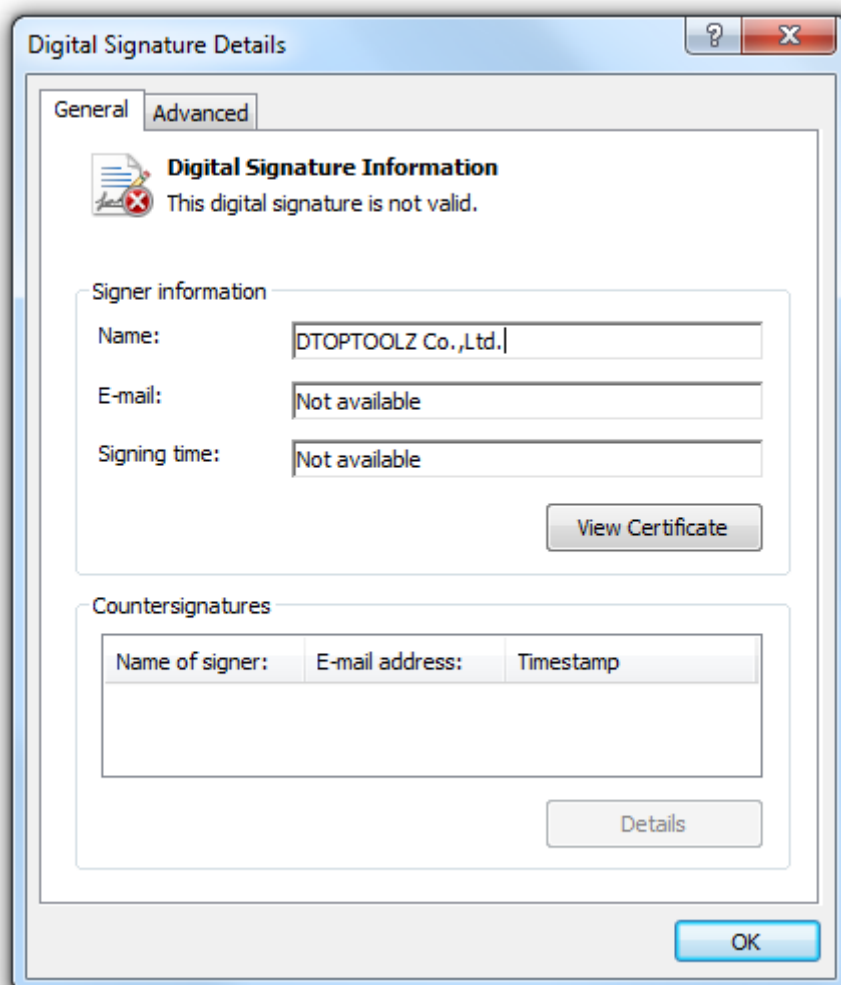 Digital Signature Details
General Advanced
Digital Signature Information
This digital signature is not valid.
Signer information
Name: DTOPTOOLZ Co.,Ltd.
E-mail: Not available
Signing time: Not available
View Certificate
Countersignatures
Name of signer: E-mail address: Timestamp
Details
OK